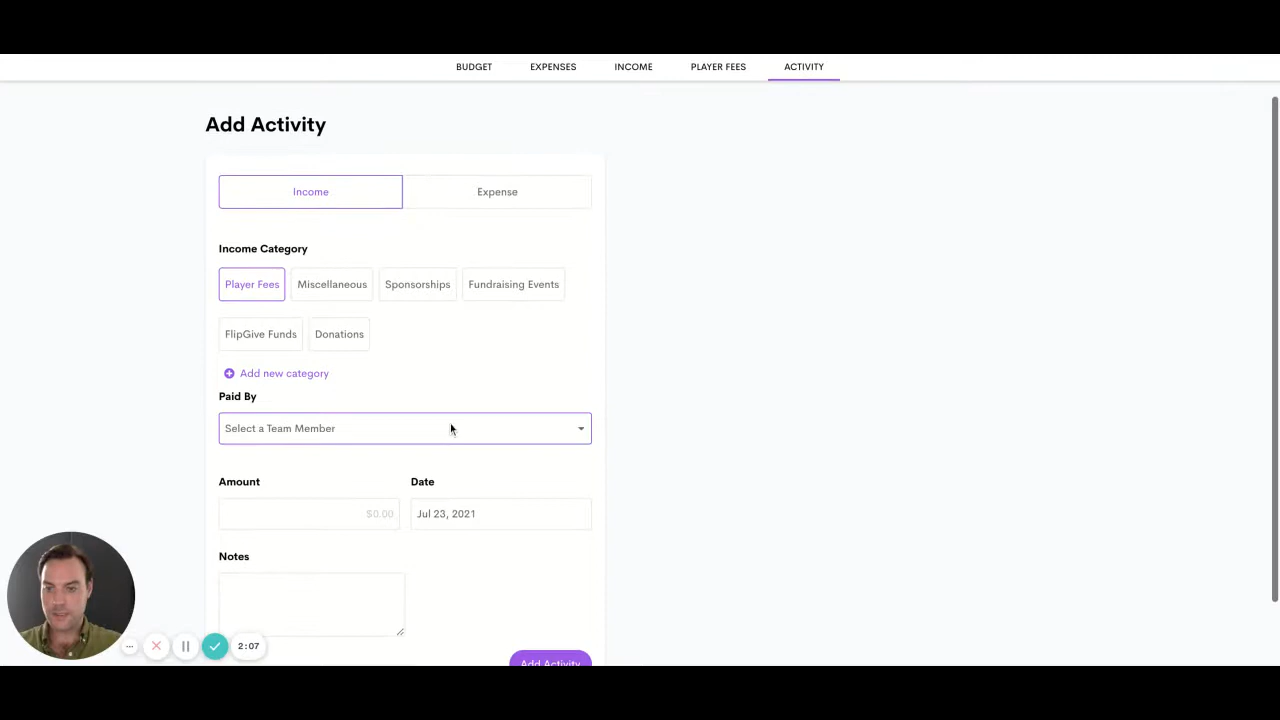 BUDGET EXPENSES INCOME PLAYER FEES ACTIVITY
Add Activity
Income Expense
Income Category
Player Fees Miscellaneous Sponsorships Fundraising Events
FlipGive Funds Donations
Add new category
Paid By
Select a Team Member
Amount Date
$0.00 Jul 23, 2021
Notes
2:07
Add Activity